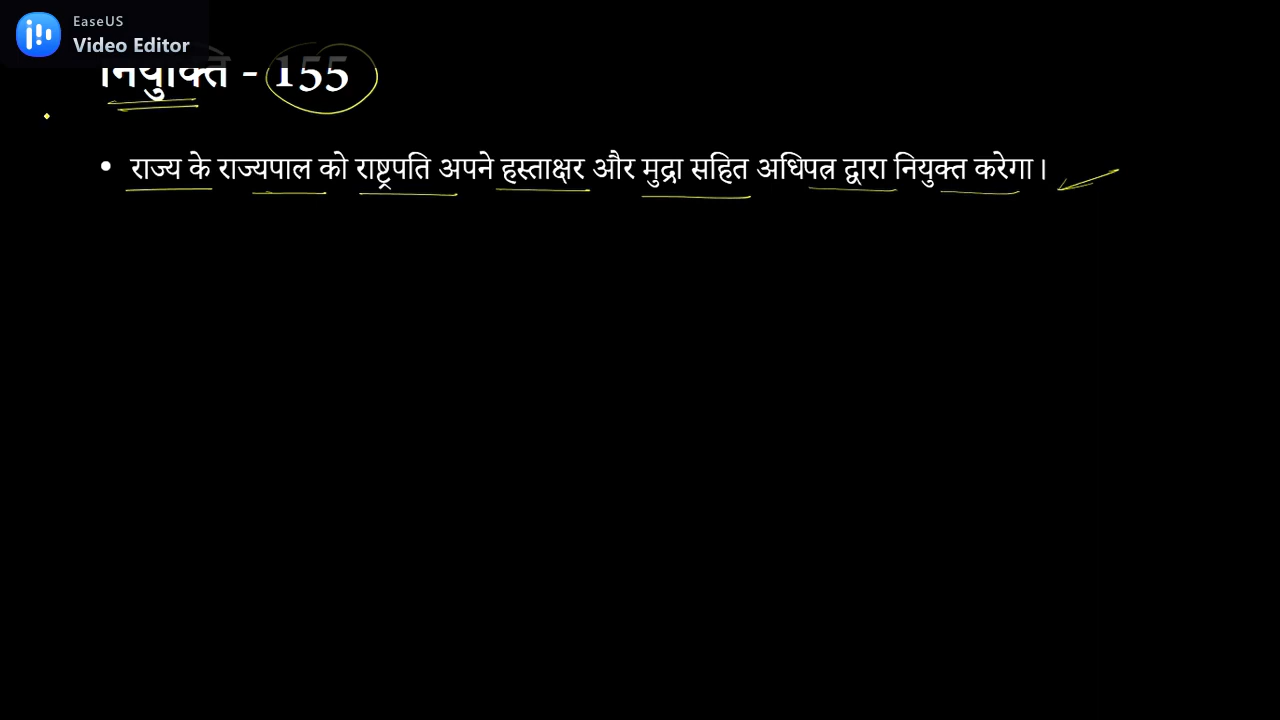 EaseUS
Video Editor
नियुक्ति - 155
• राज्य के राज्यपाल को राष्ट्रपति अपने हस्ताक्षर और मुद्रा सहित अधिपत्र द्वारा नियुक्त करेगा।